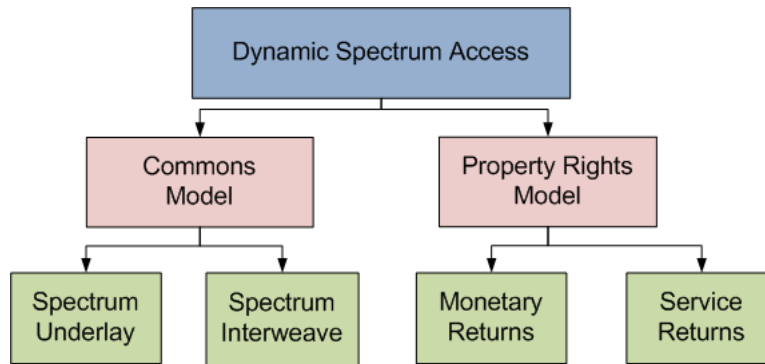 Dynamic Spectrum Access
Commons
Model
Property Rights
Model
Spectrum
Underlay
Spectrum
Interweave
Monetary
Returns
Service
Returns